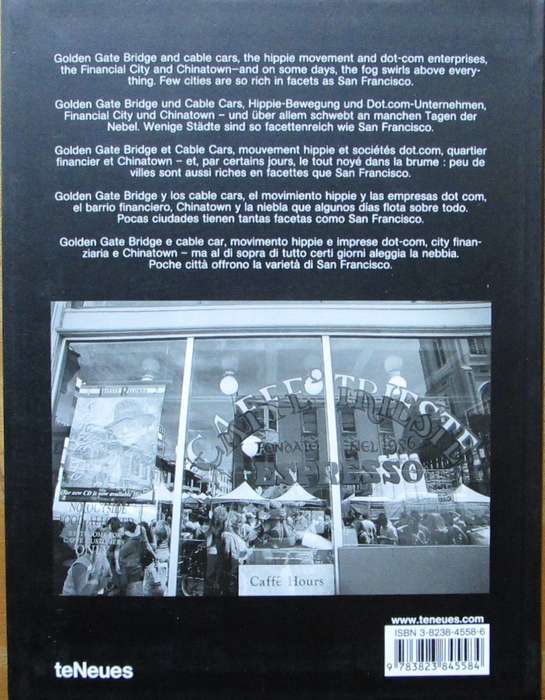 Golden Gate Bridge and cable cars, the hippie movement and dot-com enterprises,
the Financial City and Chinatown—and on some days, the fog swirls above every-
thing. Few cities are so rich in facets as San Francisco.
Golden Gate Bridge und Cable Cars, Hippie-Bewegung und Dot.com-Unternehmen,
Financial City und Chinatown – und über allem schwebt an manchen Tagen der
Nebel. Wenige Städte sind so facettenreich wie San Francisco.
Golden Gate Bridge et Cable Cars, mouvement hippie et sociétés dot.com, quartier
financier et Chinatown – et, par certains jours, le tout noyé dans la brume : peu de
villes sont aussi riches en facettes que San Francisco.
Golden Gate Bridge y los cable cars, el movimiento hippie y las empresas dot com,
el barrio financiero, Chinatown y la niebla que algunos días flota sobre todo.
Pocas ciudades tienen tantas facetas como San Francisco.
Golden Gate Bridge e cable car, movimento hippie e imprese dot-com, city finan-
ziaria e Chinatown – ma al di sopra di tutto certi giorni aleggia la nebbia.
Poche città offrono la varietà di San Francisco.
CAFFE TRIESTE
FONDATO NEL 1956
ESPRESSO
Our new CD is now available
NO OUTSIDE
ONLY
Caffé Hours
www.teneues.com
ISBN 3-8238-4558-6
9 783823 845584
teNeues